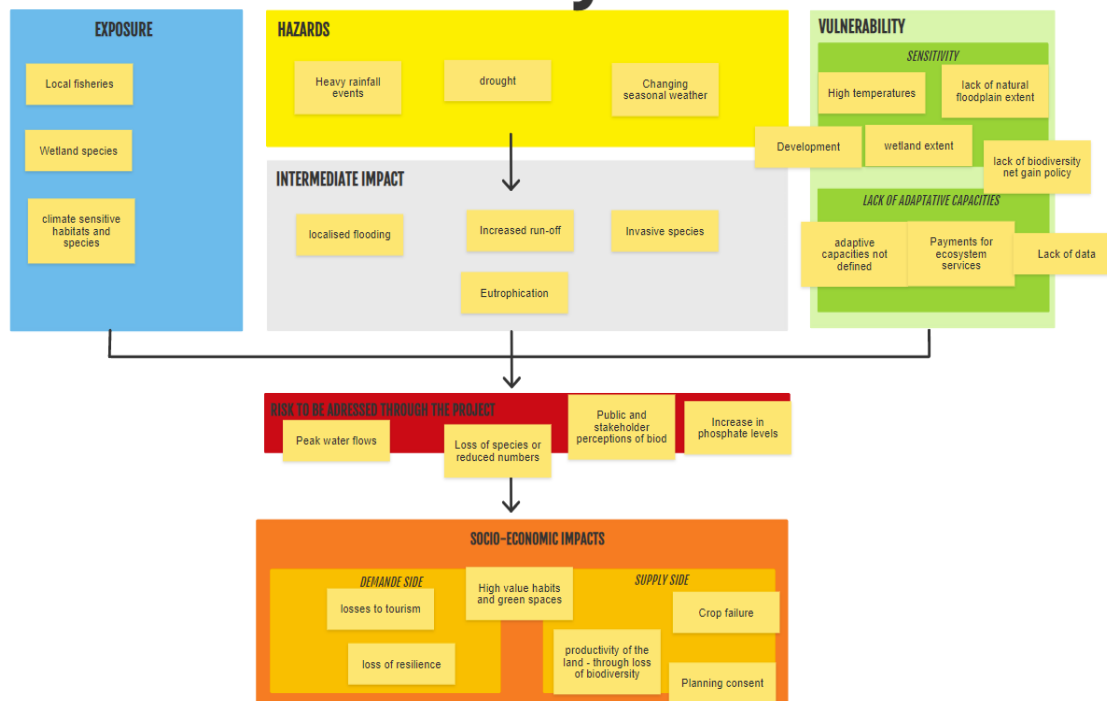 EXPOSURE
Local fisheries
Wetland species
climate sensitive
habitats and
species
HAZARDS
Heavy rainfall
events
drought
Changing
seasonal weather
INTERMEDIATE IMPACT
localised flooding
Increased run-off
Invasive species
Eutrophication
VULNERABILITY
SENSITIVITY
High temperatures
lack of natural
floodplain extent
Development
wetland extent
lack of biodiversity
net gain policy
LACK OF ADAPTATIVE CAPACITIES
adaptive
capacities not
defined
Payments for
ecosystem
services
Lack of data
RISK TO BE ADRESSED THROUGH THE PROJECT
Peak water flows
Loss of species or
reduced numbers
Public and
stakeholder
perceptions of biod
Increase in
phosphate levels
SOCIO-ECONOMIC IMPACTS
DEMANDE SIDE
losses to tourism
loss of resilience
High value habits
and green spaces
SUPPLY SIDE
Crop failure
productivity of the
land - through loss
of biodiversity
Planning consent